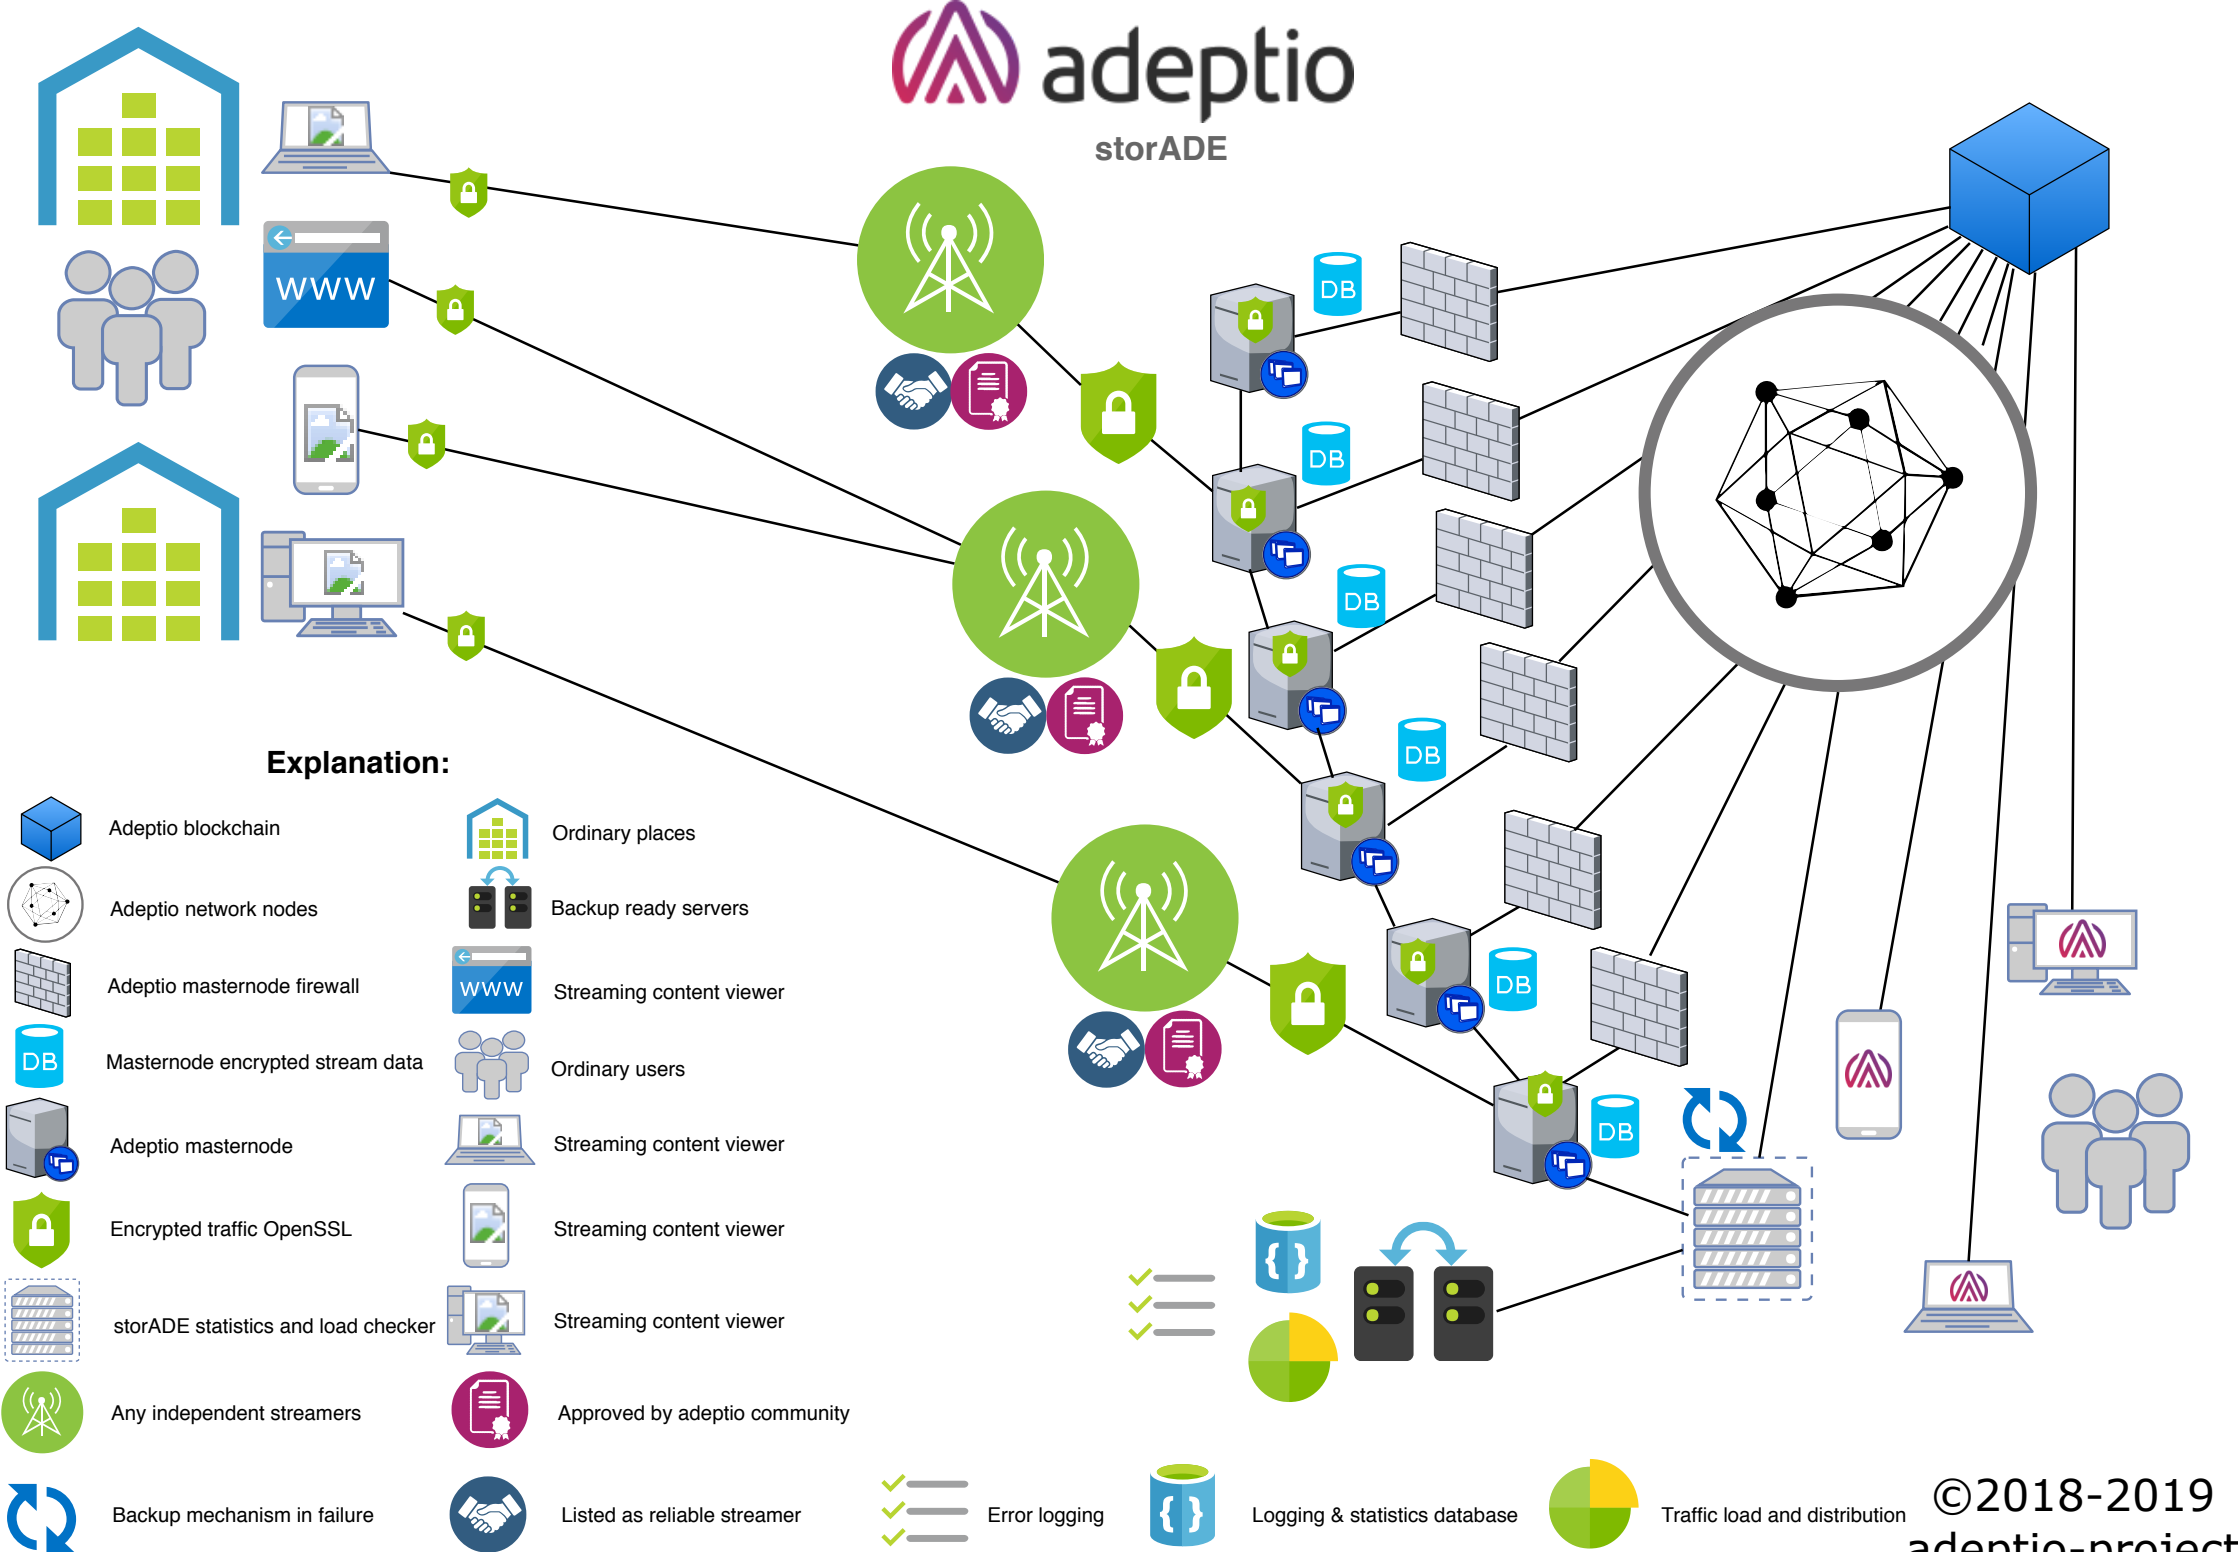 adeptio
storADE
WWW
DB
DB
DB
DB
DB
DB
Explanation:
Adeptio blockchain
Ordinary places
Adeptio network nodes
Backup ready servers
Adeptio masternode firewall
WWW
Streaming content viewer
DB
Masternode encrypted stream data
Ordinary users
Adeptio masternode
Streaming content viewer
Encrypted traffic OpenSSL
Streaming content viewer
storADE statistics and load checker
Streaming content viewer
Any independent streamers
Approved by adeptio community
Backup mechanism in failure
Listed as reliable streamer
Error logging
Logging & statistics database
Traffic load and distribution
©2018-2019
adeptio-project